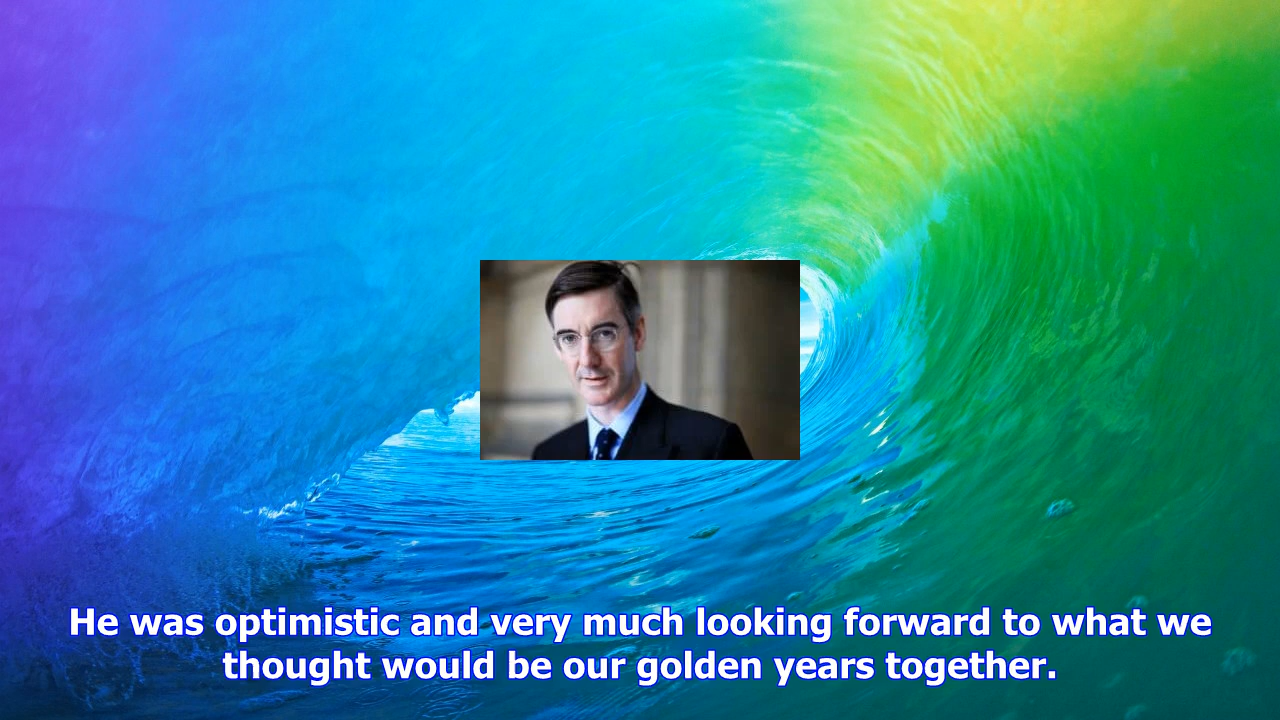 He was optimistic and very much looking forward to what we
thought would be our golden years together.